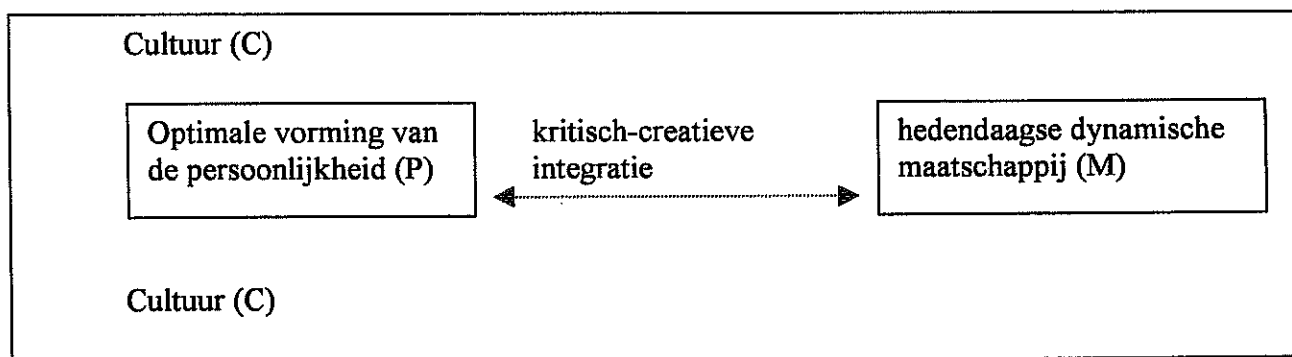 Cultuur (C)
Optimale vorming van
de persoonlijkheid (P)
kritisch-creatieve
integratie
hedendaagse dynamische
maatschappij (M)
Cultuur (C)